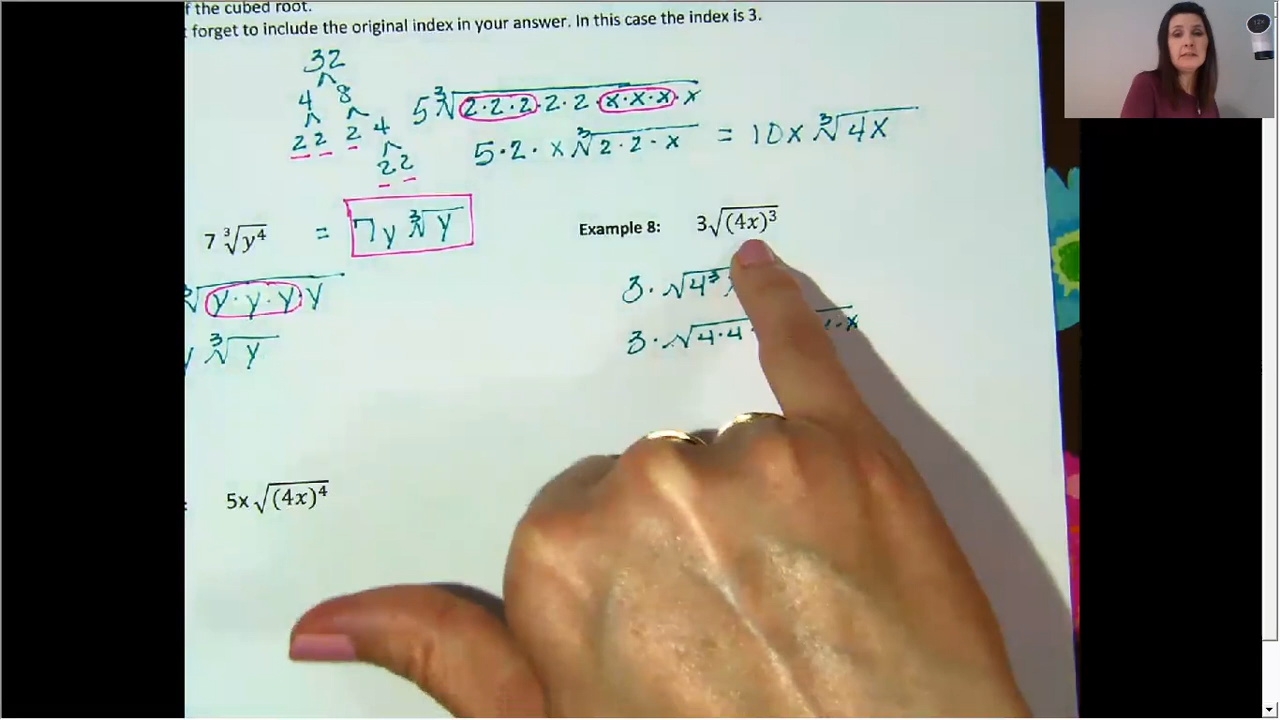 f the cubed root.
forget to include the original index in your answer. In this case the index is 3.
32
4 8
2 2 2 4
2 2
5∛2·2·2·2·2·x·x·x·x
5·2·x∛2·2·x = 10x∛4x
7∛y⁴ = 7y∛y
∛y·y·y y
y∛y
Example 8: 3√(4x)³
3·√4³
3·√4·4 ·x
5x√(4x)⁴